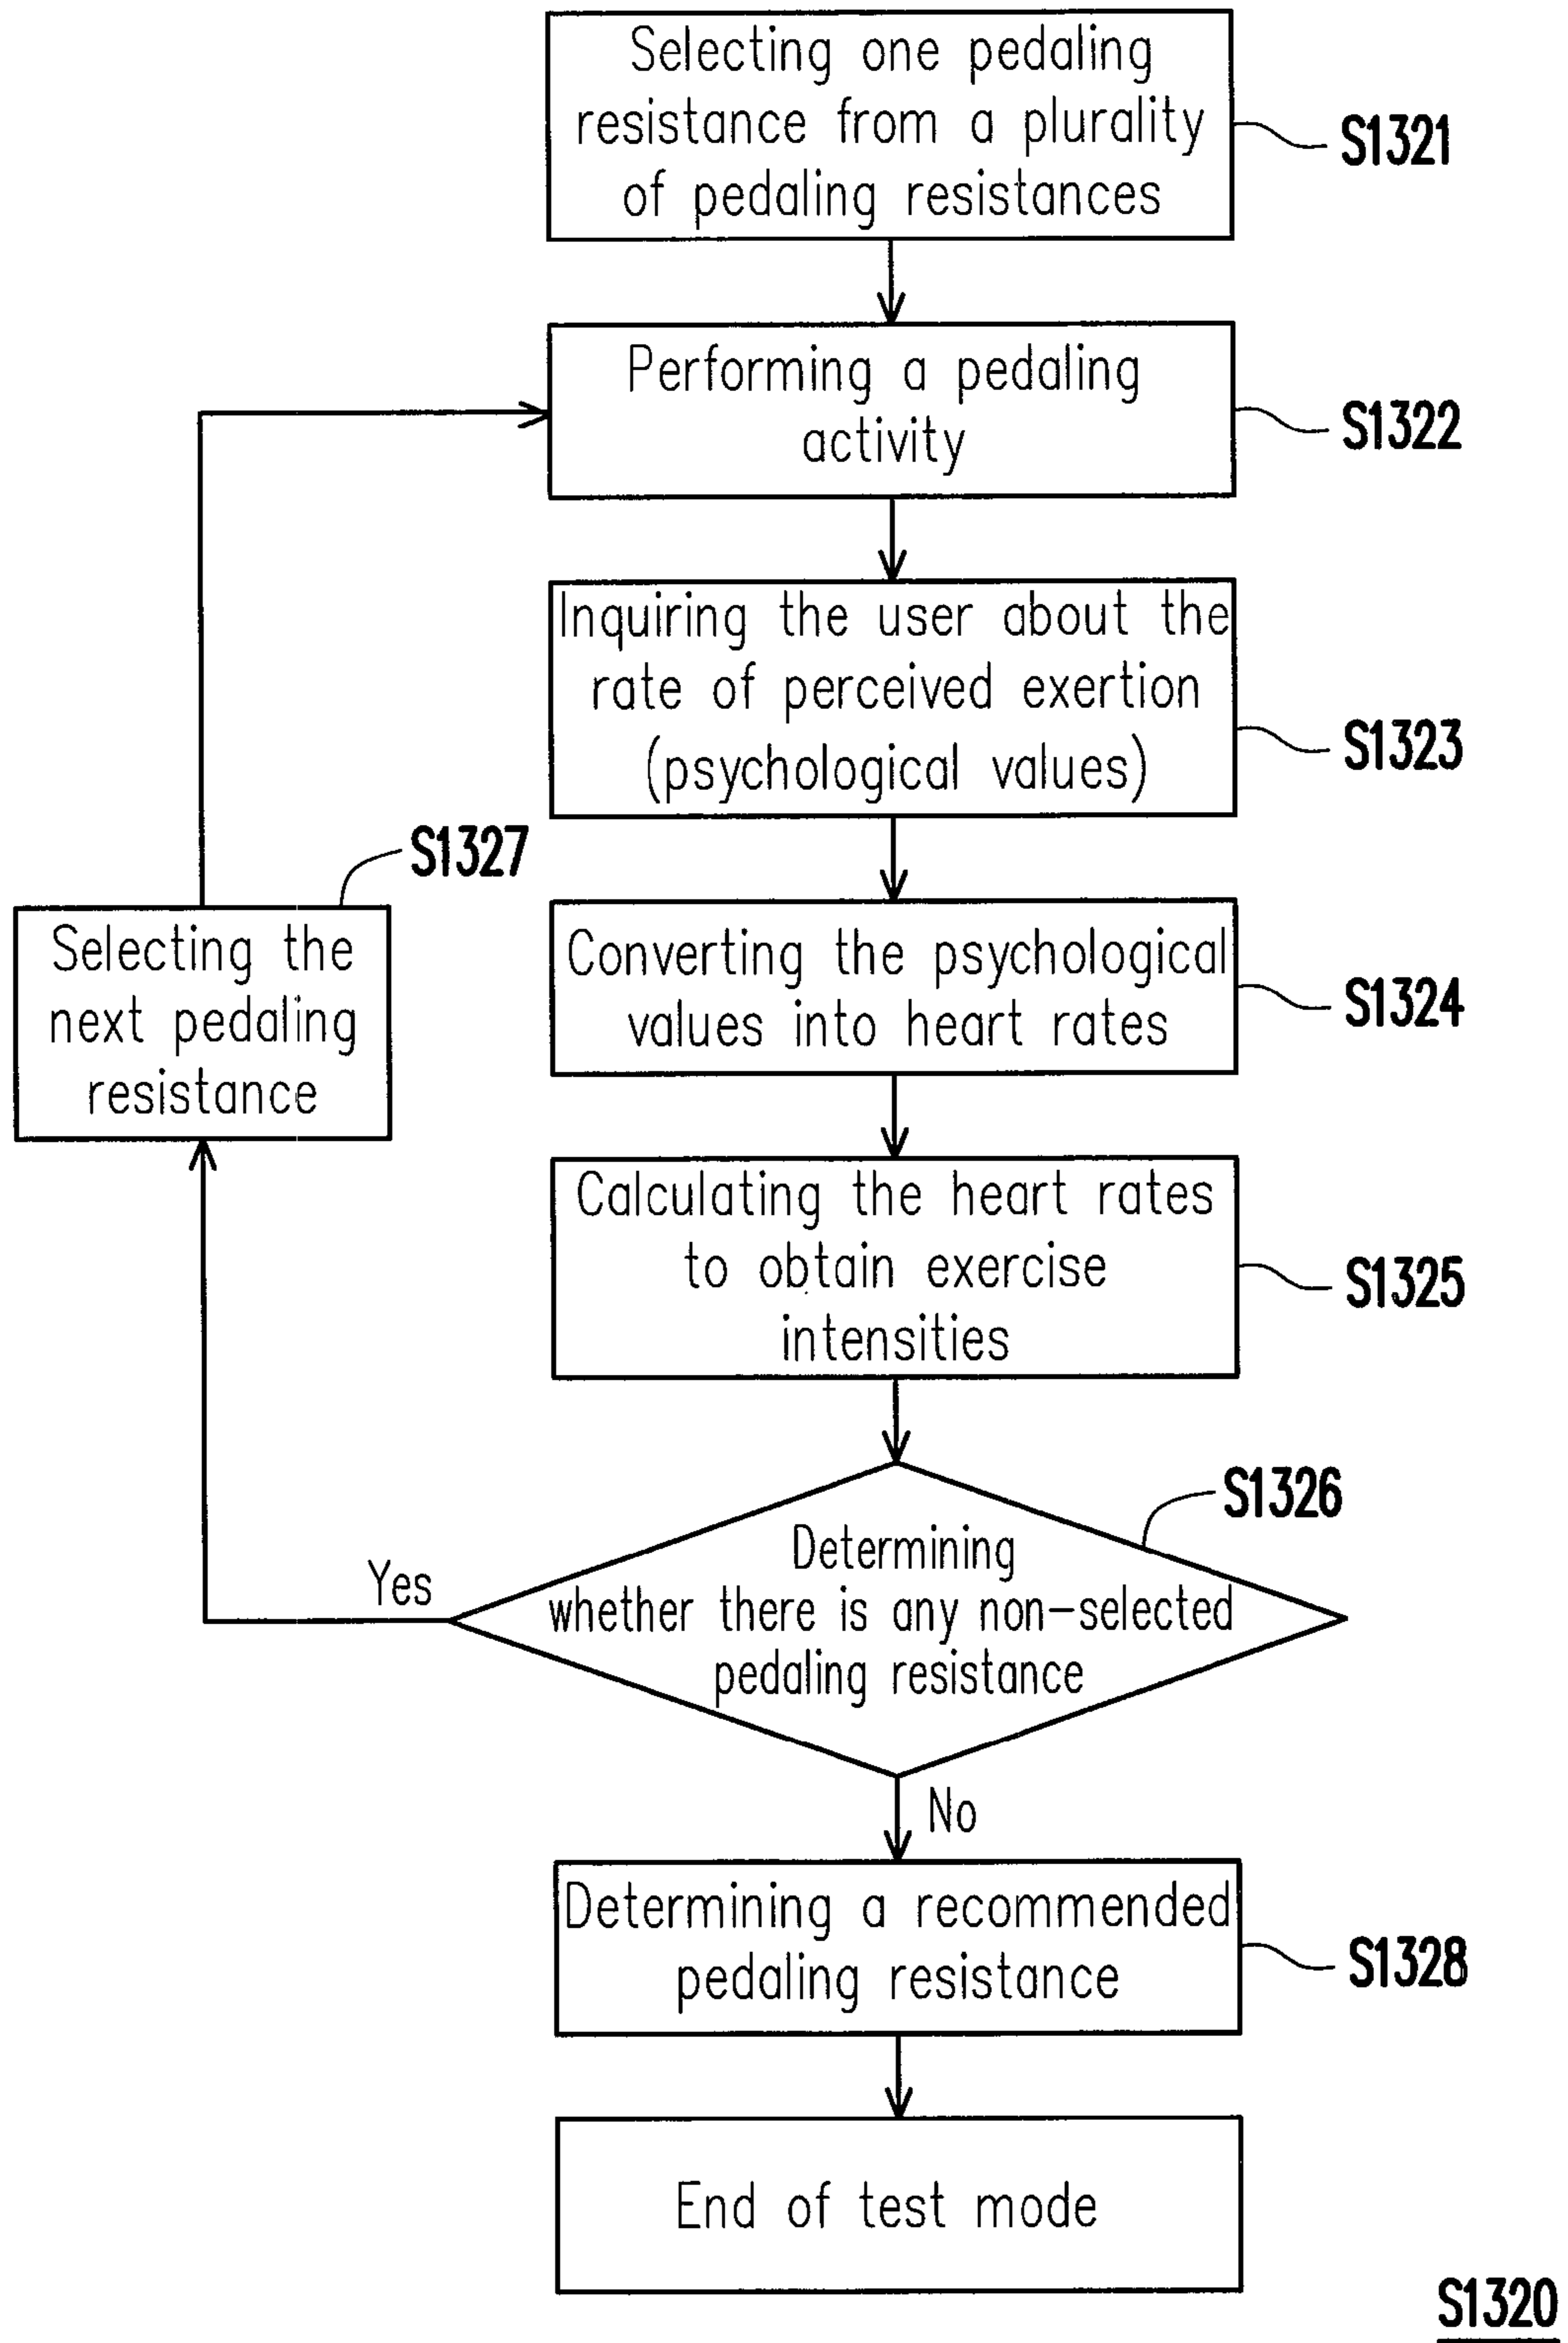 Selecting one pedaling
resistance from a plurality
of pedaling resistances
S1321
Performing a pedaling
activity
S1322
Inquiring the user about the
rate of perceived exertion
(psychological values)
S1323
S1327
Selecting the
next pedaling
resistance
Converting the psychological
values into heart rates
S1324
Calculating the heart rates
to obtain exercise
intensities
S1325
S1326
Determining
whether there is any non-selected
pedaling resistance
Yes
No
Determining a recommended
pedaling resistance
S1328
End of test mode
S1320